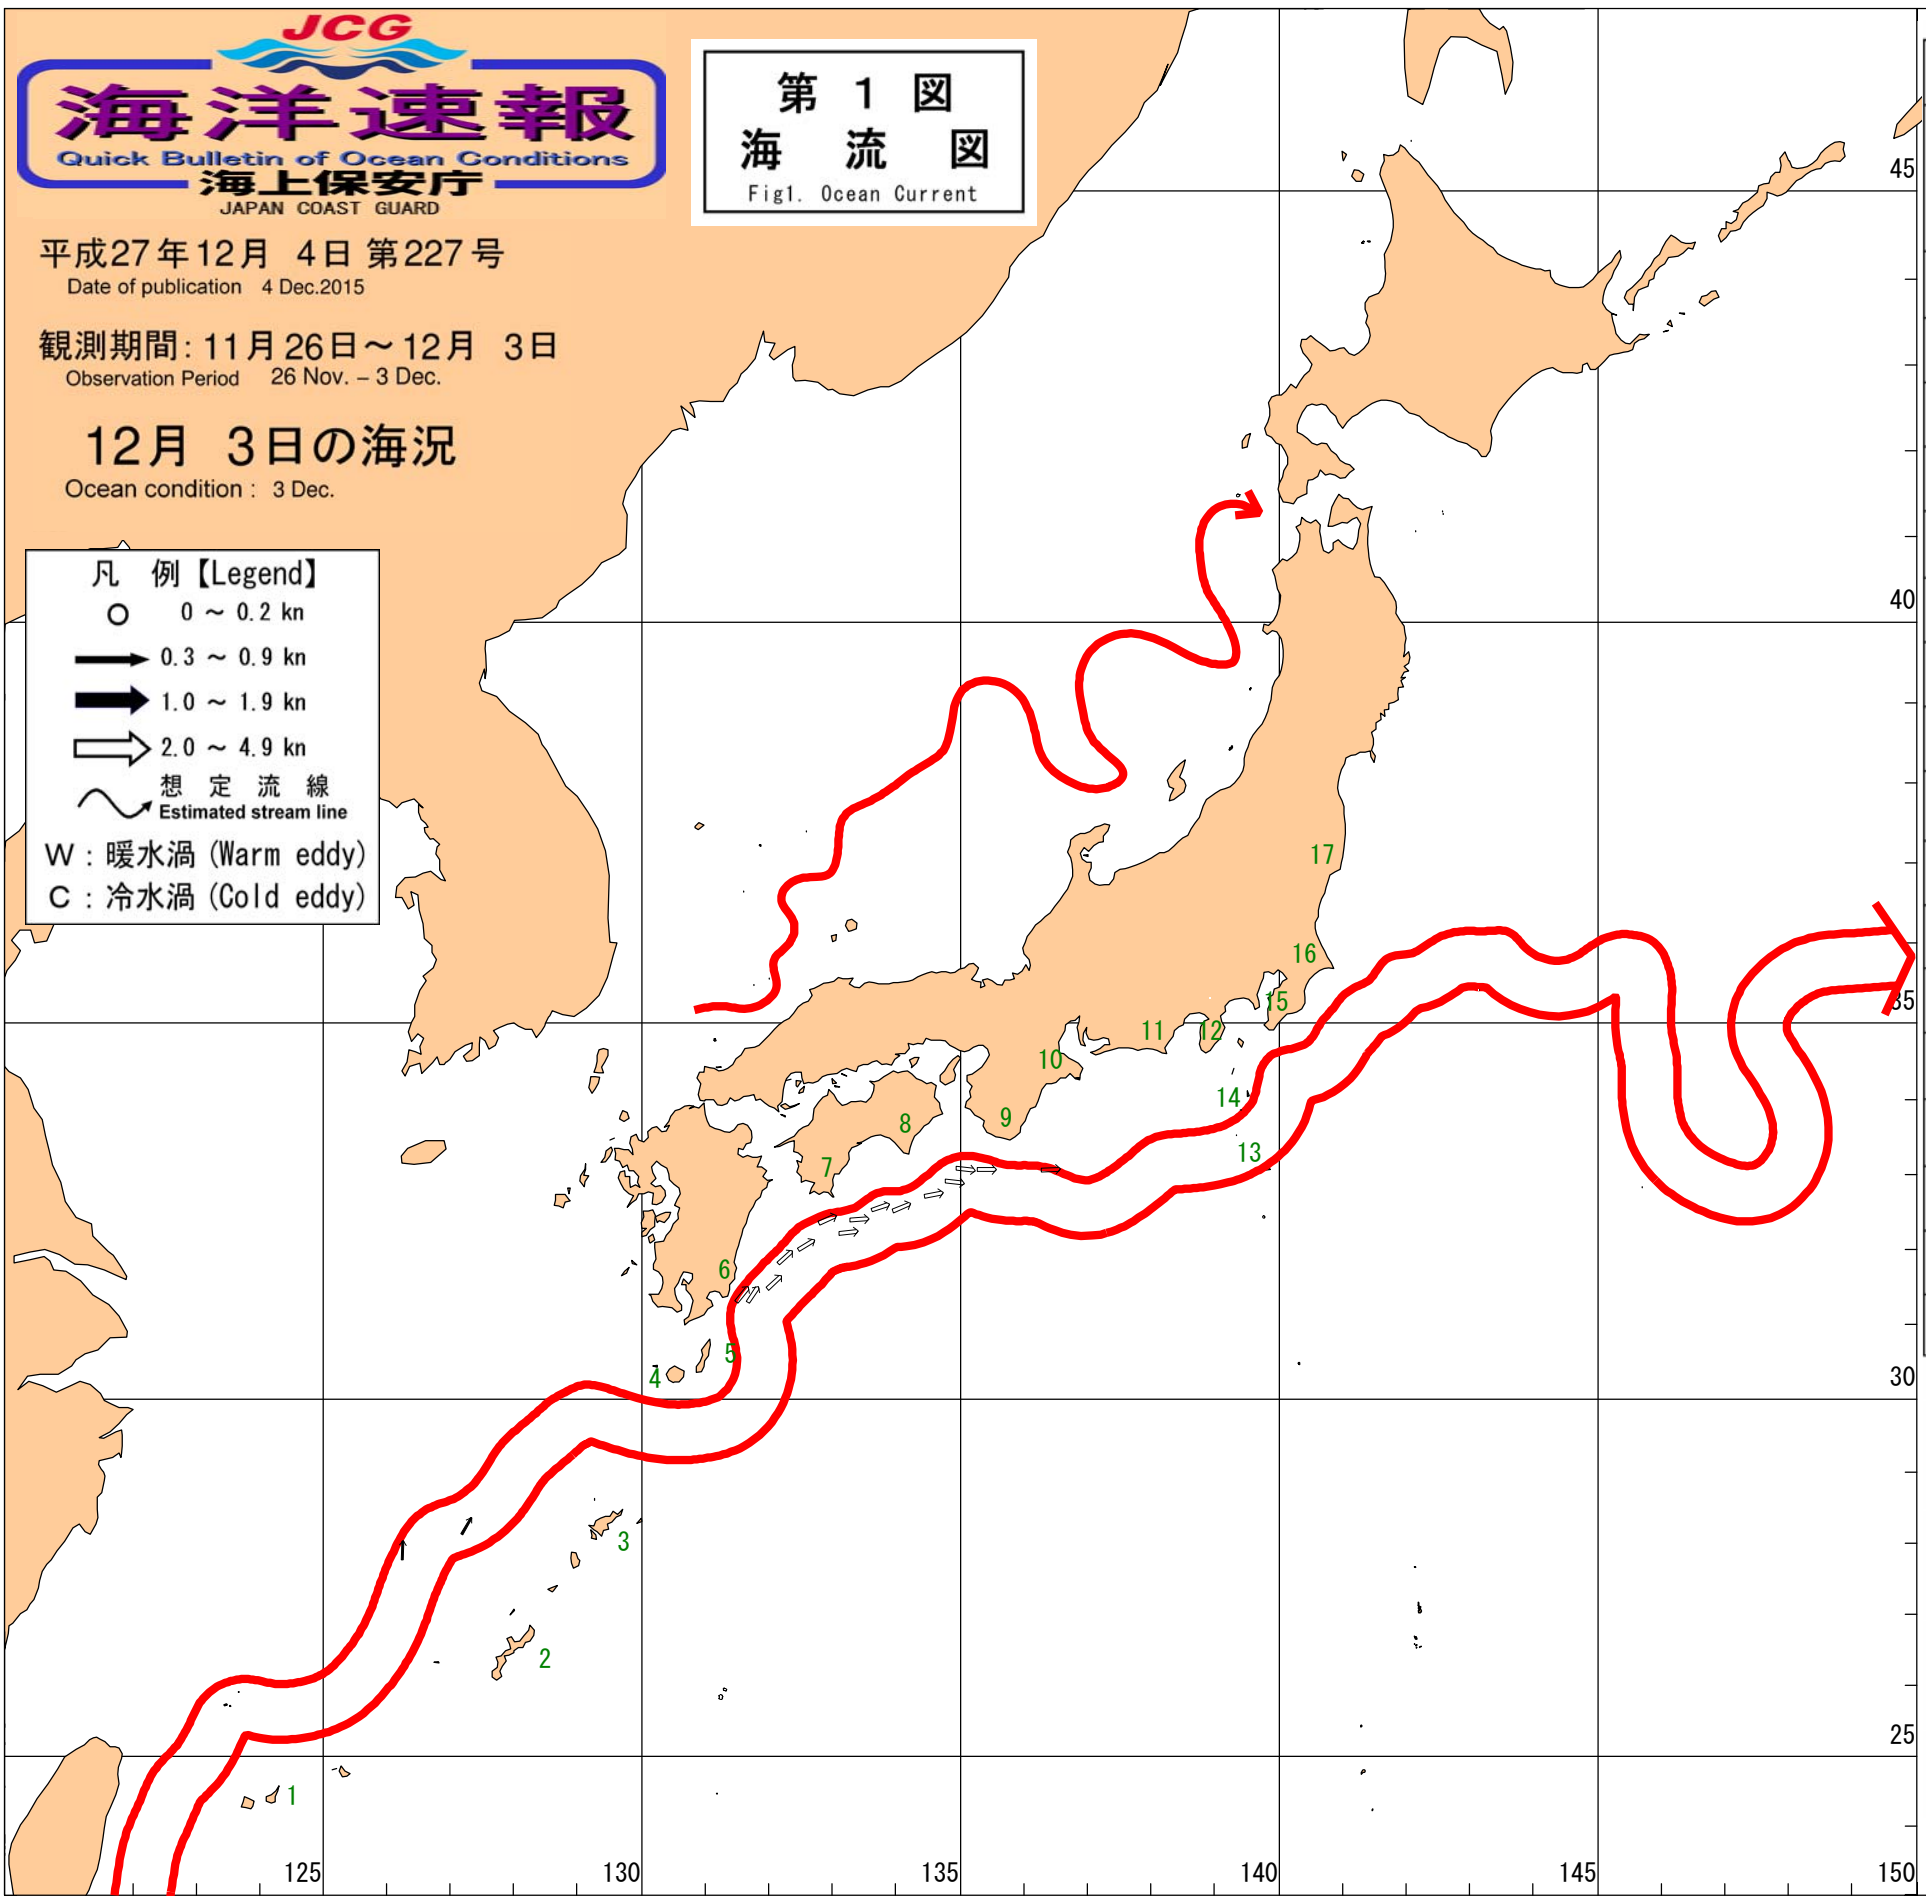 JCG
海洋速報
Quick Bulletin of Ocean Conditions
海上保安庁
JAPAN COAST GUARD
平成27年12月 4日 第227号
Date of publication 4 Dec.2015
観測期間: 11月26日～12月 3日
Observation Period 26 Nov. – 3 Dec.
12月 3日の海況
Ocean condition : 3 Dec.
第 1 図
海 流 図
Fig1. Ocean Current
凡 例【Legend】
0 ～ 0.2 kn
0.3 ～ 0.9 kn
1.0 ～ 1.9 kn
2.0 ～ 4.9 kn
想 定 流 線
Estimated stream line
W : 暖水渦 (Warm eddy)
C : 冷水渦 (Cold eddy)
45
40
17
16
35
15
11
12
10
14
9
8
13
7
6
5
4
30
3
2
25
1
125
130
135
140
145
150